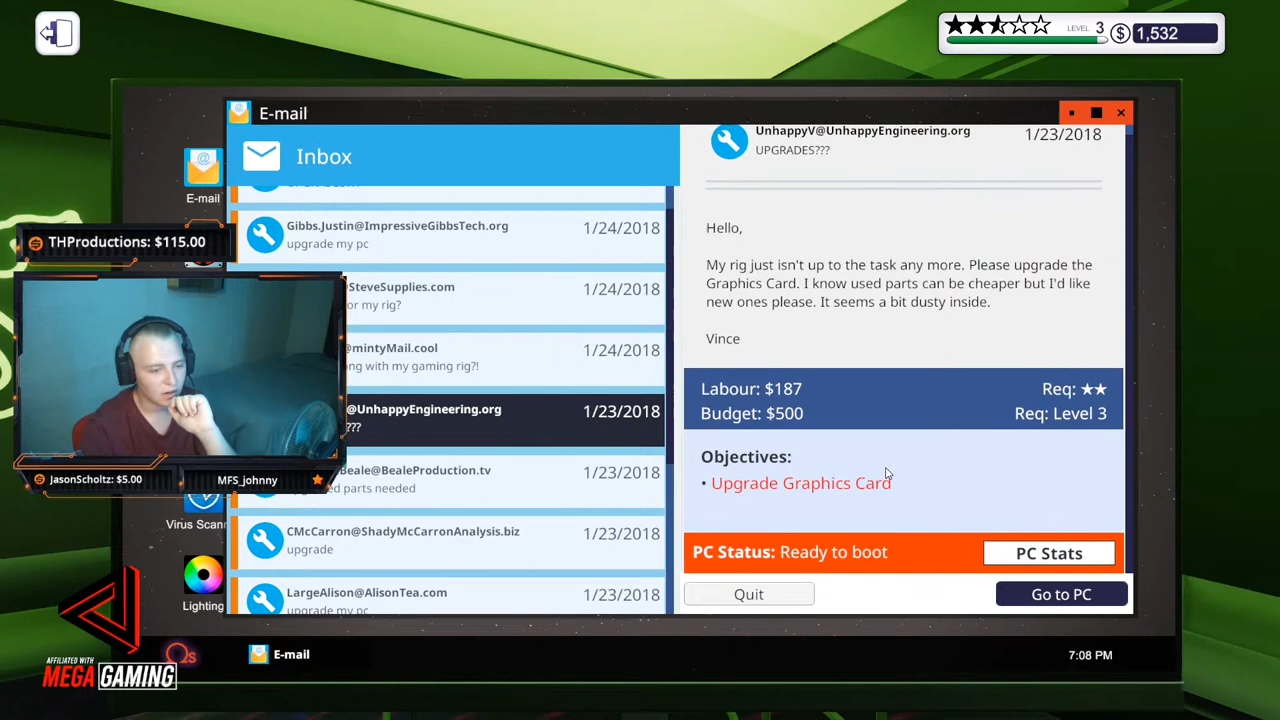 LEVEL 3
$ 1,532
E-mail
Inbox
E-mail
Gibbs.Justin@ImpressiveGibbsTech.org 1/24/2018
upgrade my pc
@SteveSupplies.com 1/24/2018
or my rig?
@mintyMail.cool 1/24/2018
ong with my gaming rig?!
@UnhappyEngineering.org 1/23/2018
???
Beale@BealeProduction.tv 1/23/2018
ed parts needed
CMcCarron@ShadyMcCarronAnalysis.biz 1/23/2018
upgrade
LargeAlison@AlisonTea.com 1/23/2018
upgrade my pc
UnhappyV@UnhappyEngineering.org 1/23/2018
UPGRADES???
Hello,
My rig just isn't up to the task any more. Please upgrade the
Graphics Card. I know used parts can be cheaper but I'd like
new ones please. It seems a bit dusty inside.
Vince
Labour: $187 Req: ★★
Budget: $500 Req: Level 3
Objectives:
• Upgrade Graphics Card
PC Status: Ready to boot PC Stats
Quit Go to PC
THProductions: $115.00
JasonScholtz: $5.00 MFS_johnny
Virus Scan
Lighting
AFFILIATED WITH
MEGA GAMING
Os
E-mail
7:08 PM